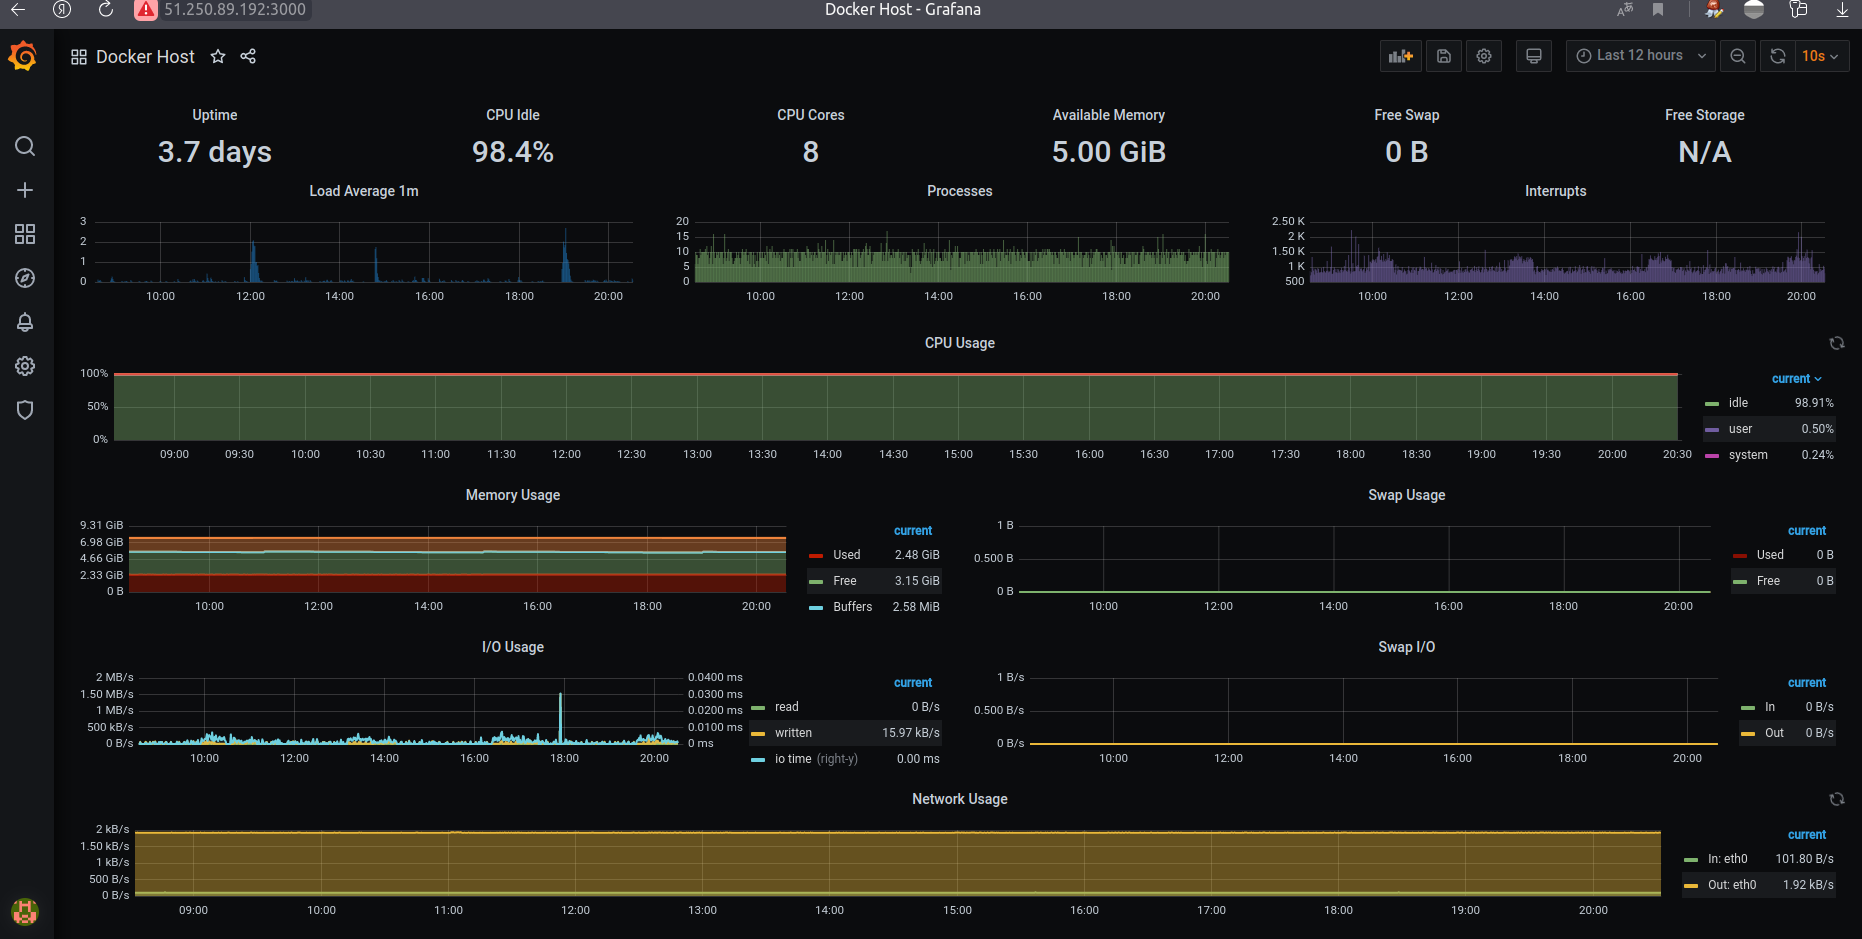 51.250.89.192:3000
Docker Host - Grafana
Docker Host
Last 12 hours
10s
Uptime
CPU Idle
CPU Cores
Available Memory
Free Swap
Free Storage
3.7 days
98.4%
8
5.00 GiB
0 B
N/A
Load Average 1m
3
2
1
0
10:00 12:00 14:00 16:00 18:00 20:00
Processes
20
15
10
5
0
10:00 12:00 14:00 16:00 18:00 20:00
Interrupts
2.50 K
2 K
1.50 K
1 K
500
10:00 12:00 14:00 16:00 18:00 20:00
CPU Usage
100%
50%
0%
09:00 09:30 10:00 10:30 11:00 11:30 12:00 12:30 13:00 13:30 14:00 14:30 15:00 15:30 16:00 16:30 17:00 17:30 18:00 18:30 19:00 19:30 20:00 20:30
current
idle 98.91%
user 0.50%
system 0.24%
Memory Usage
9.31 GiB
6.98 GiB
4.66 GiB
2.33 GiB
0 B
10:00 12:00 14:00 16:00 18:00 20:00
current
Used 2.48 GiB
Free 3.15 GiB
Buffers 2.58 MiB
Swap Usage
1 B
0.500 B
0 B
10:00 12:00 14:00 16:00 18:00 20:00
current
Used 0 B
Free 0 B
I/O Usage
2 MB/s
1.50 MB/s
1 MB/s
500 kB/s
0 B/s
0.0400 ms
0.0300 ms
0.0200 ms
0.0100 ms
0 ms
10:00 12:00 14:00 16:00 18:00 20:00
current
read 0 B/s
written 15.97 kB/s
io time (right-y) 0.00 ms
Swap I/O
1 B/s
0.500 B/s
0 B/s
10:00 12:00 14:00 16:00 18:00 20:00
current
In 0 B/s
Out 0 B/s
Network Usage
2 kB/s
1.50 kB/s
1 kB/s
500 B/s
0 B/s
09:00 10:00 11:00 12:00 13:00 14:00 15:00 16:00 17:00 18:00 19:00 20:00
current
In: eth0 101.80 B/s
Out: eth0 1.92 kB/s